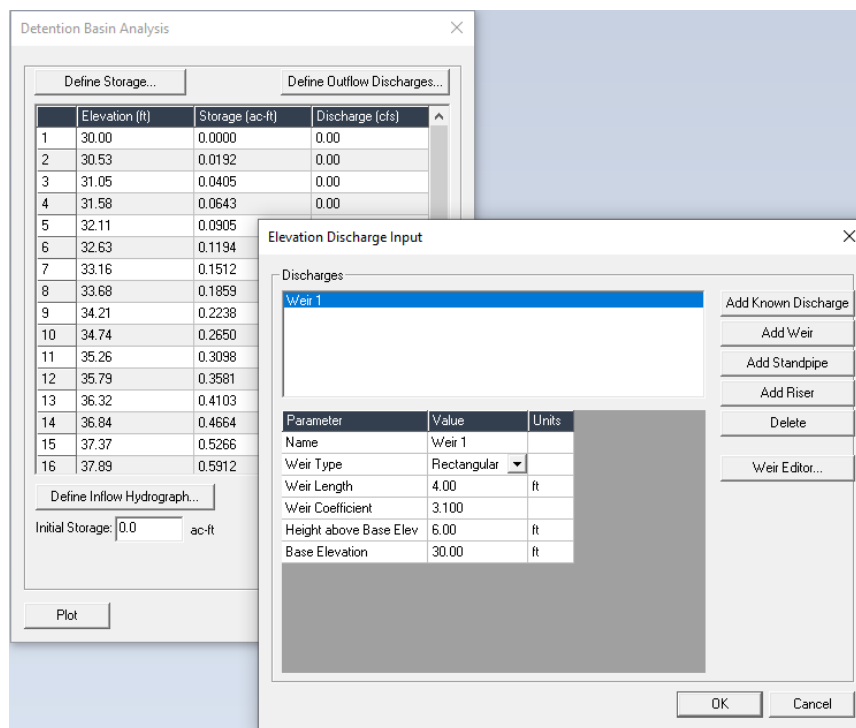 Detention Basin Analysis
Define Storage... Define Outflow Discharges...
Elevation (ft) Storage (ac-ft) Discharge (cfs)
1 30.00 0.0000 0.00
2 30.53 0.0192 0.00
3 31.05 0.0405 0.00
4 31.58 0.0643 0.00
5 32.11 0.0905
6 32.63 0.1194
7 33.16 0.1512
8 33.68 0.1859
9 34.21 0.2238
10 34.74 0.2650
11 35.26 0.3098
12 35.79 0.3581
13 36.32 0.4103
14 36.84 0.4664
15 37.37 0.5266
16 37.89 0.5912
Define Inflow Hydrograph...
Initial Storage: 0.0 ac-ft
Plot
Elevation Discharge Input
Discharges
Weir 1
Add Known Discharge
Add Weir
Add Standpipe
Add Riser
Delete
Weir Editor...
Parameter Value Units
Name Weir 1
Weir Type Rectangular
Weir Length 4.00 ft
Weir Coefficient 3.100
Height above Base Elev 6.00 ft
Base Elevation 30.00 ft
OK Cancel